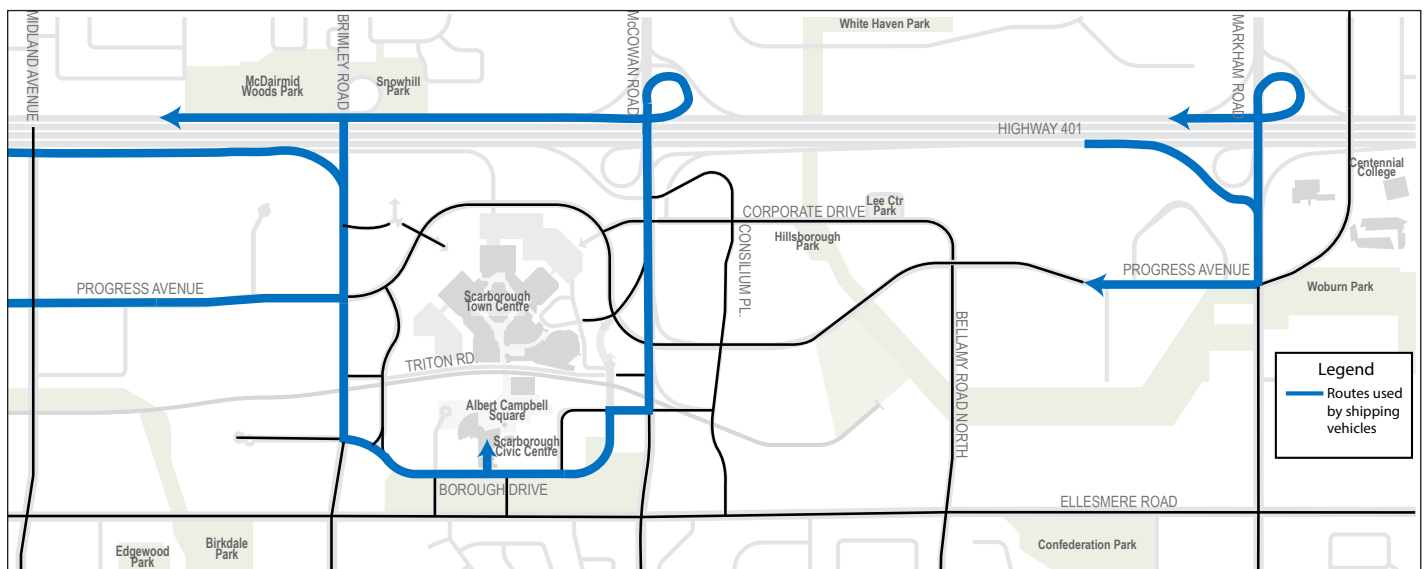 MIDLAND AVENUE
BRIMLEY ROAD
McCOWAN ROAD
MARKHAM ROAD
White Haven Park
McDairmid
Woods Park
Snowhill
Park
HIGHWAY 401
Centennial
College
Lee Ctr
Park
CORPORATE DRIVE
Hillsborough
Park
CONSILIUM PL.
PROGRESS AVENUE
PROGRESS AVENUE
Woburn Park
Scarborough
Town Centre
BELLAMY ROAD NORTH
TRITON RD.
Albert Campbell
Square
Scarborough
Civic Centre
BOROUGH DRIVE
ELLESMERE ROAD
Edgewood
Park
Birkdale
Park
Confederation Park
Legend
Routes used
by shipping
vehicles